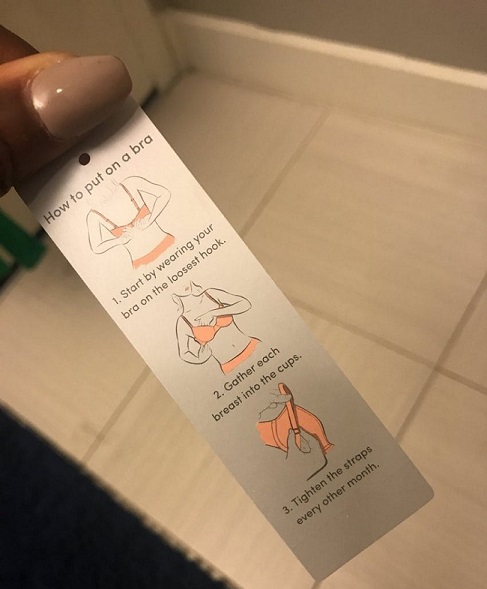 How to put on a bra
1. Start by wearing your
bra on the loosest hook.
2. Gather each
breast into the cups.
3. Tighten the straps
every other month.